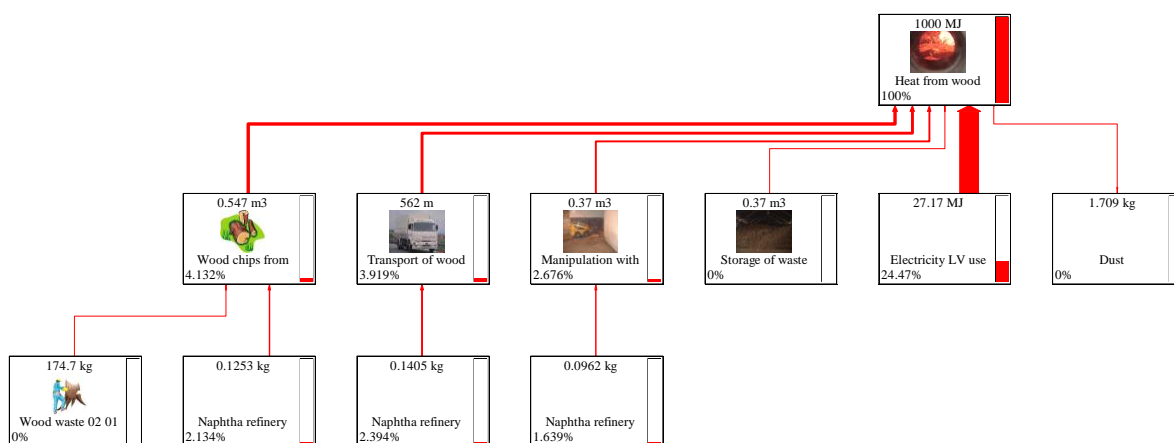 1000 MJ
Heat from wood
100%
0.547 m3
Wood chips from
4.132%
562 m
Transport of wood
3.919%
0.37 m3
Manipulation with
2.676%
0.37 m3
Storage of waste
0%
27.17 MJ
Electricity LV use
24.47%
1.709 kg
Dust
0%
174.7 kg
Wood waste 02 01
0%
0.1253 kg
Naphtha refinery
2.134%
0.1405 kg
Naphtha refinery
2.394%
0.0962 kg
Naphtha refinery
1.639%